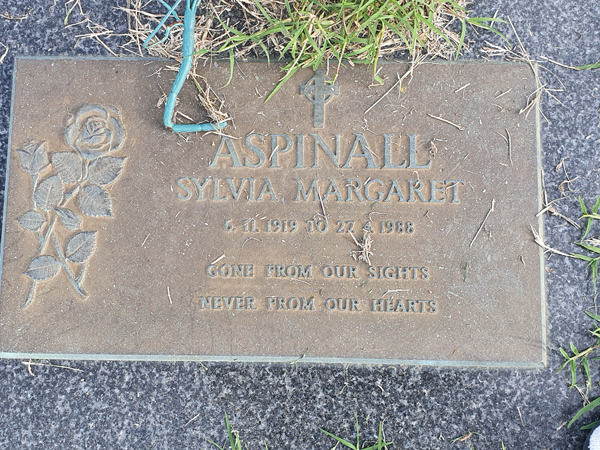 ASPINALL
SYLVIA MARGARET
6.11.1919 TO 27.4.1988
GONE FROM OUR SIGHTS
NEVER FROM OUR HEARTS